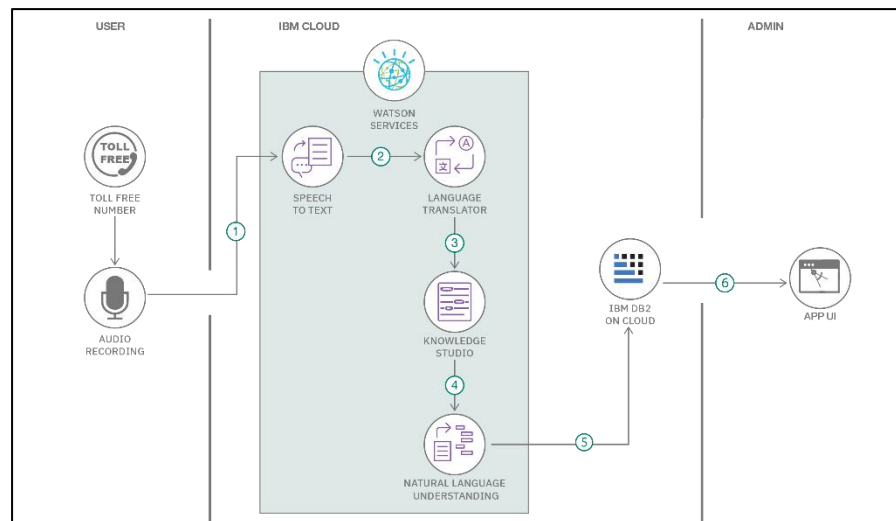 USER
IBM CLOUD
ADMIN
WATSON
SERVICES
TOLL
FREE
TOLL FREE
NUMBER
1
AUDIO
RECORDING
SPEECH
TO TEXT
2
A
文
LANGUAGE
TRANSLATOR
3
KNOWLEDGE
STUDIO
4
NATURAL LANGUAGE
UNDERSTANDING
5
IBM DB2
ON CLOUD
6
APP UI